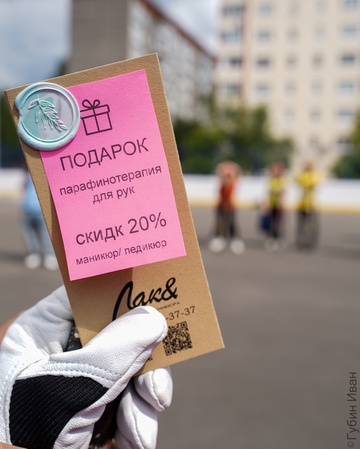 ПОДАРОК
парафинотерапия
для рук
СКИДК 20%
маникюр/ педикюр
Лак&
-37-37
©Губин Иван